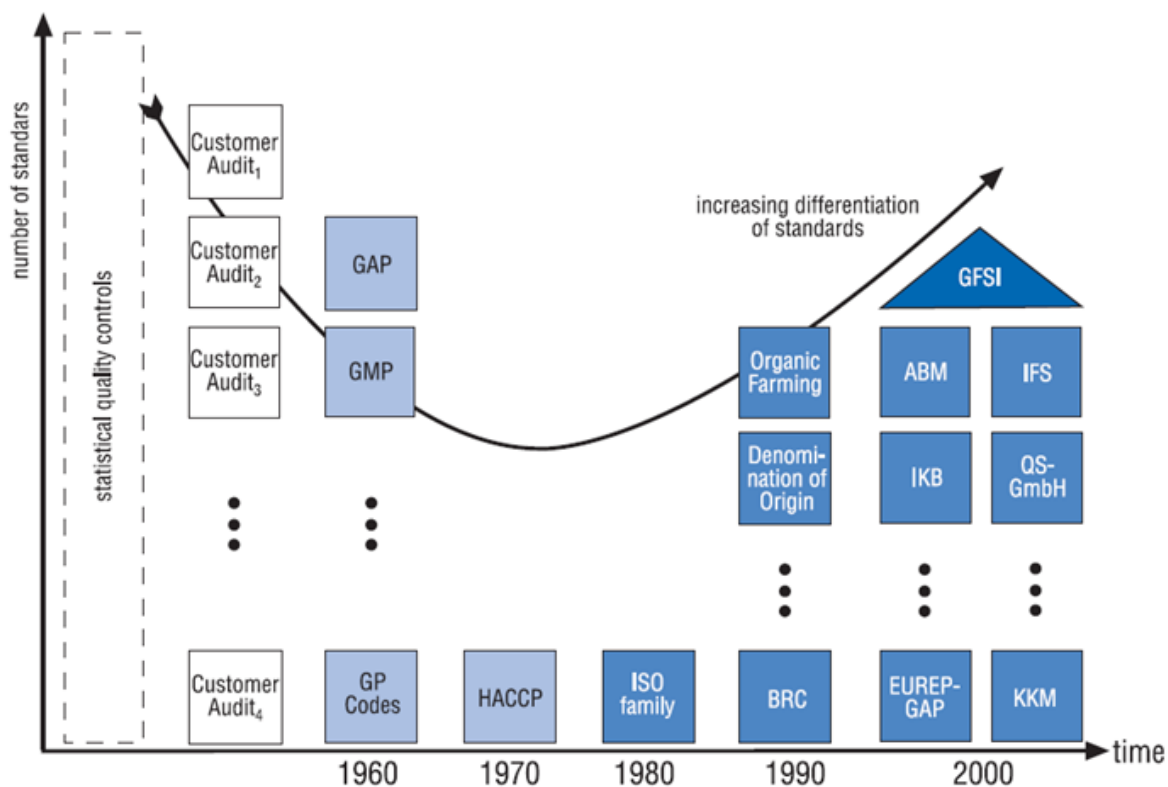 number of standars
statistical quality controls
Customer
Audit₁
Customer
Audit₂
Customer
Audit₃
Customer
Audit₄
GAP
GMP
GP
Codes
HACCP
ISO
family
increasing differentiation
of standards
Organic
Farming
Denomi-
nation of
Origin
BRC
GFSI
ABM
IFS
IKB
QS-
GmbH
EUREP-
GAP
KKM
time
1960
1970
1980
1990
2000